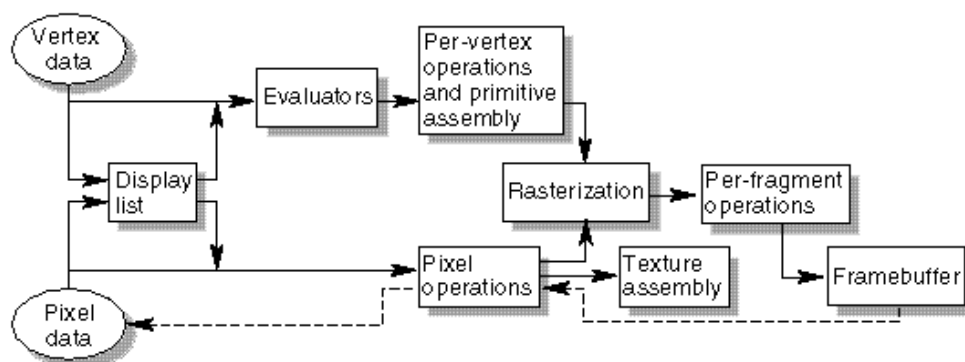 Vertex
data
Evaluators
Per-vertex
operations
and primitive
assembly
Display
list
Rasterization
Per-fragment
operations
Pixel
operations
Texture
assembly
Framebuffer
Pixel
data